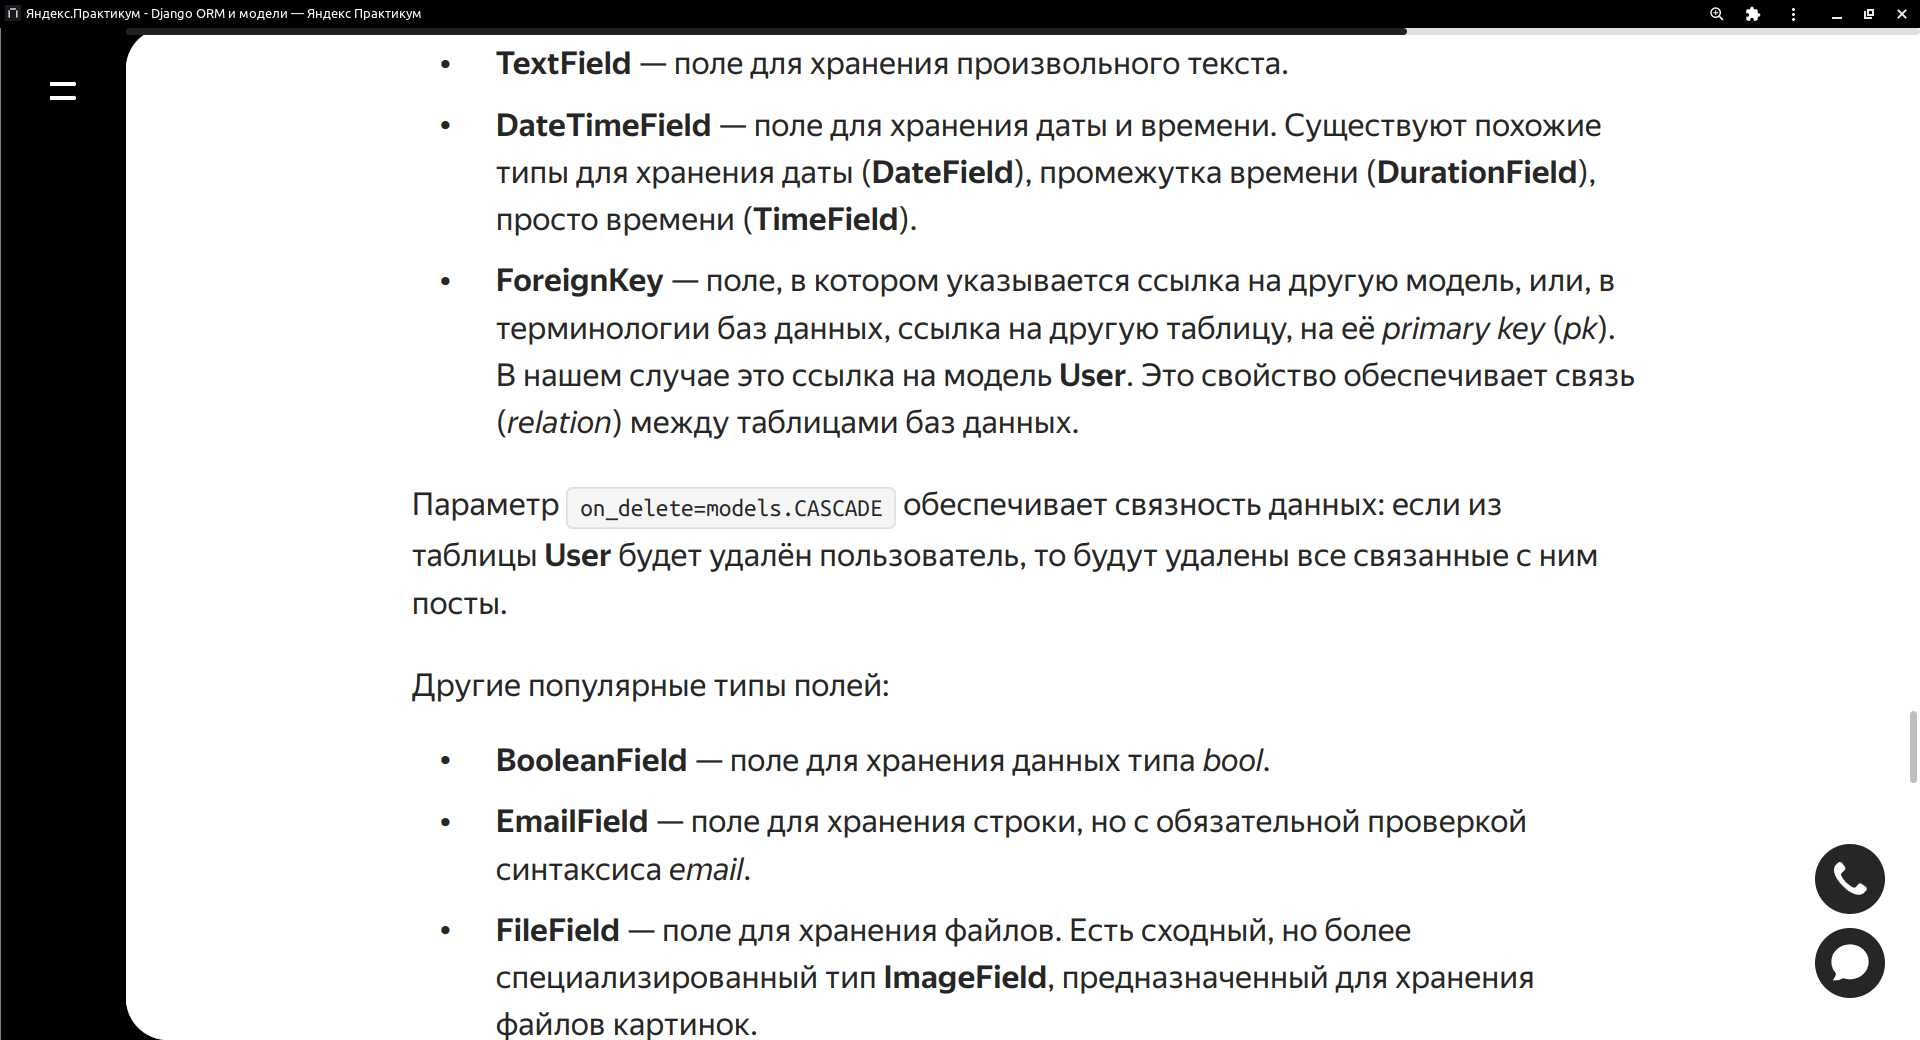 Яндекс.Практикум - Django ORM и модели — Яндекс Практикум
• TextField — поле для хранения произвольного текста.
• DateTimeField — поле для хранения даты и времени. Существуют похожие
типы для хранения даты (DateField), промежутка времени (DurationField),
просто времени (TimeField).
• ForeignKey — поле, в котором указывается ссылка на другую модель, или, в
терминологии баз данных, ссылка на другую таблицу, на её primary key (pk).
В нашем случае это ссылка на модель User. Это свойство обеспечивает связь
(relation) между таблицами баз данных.
Параметр on_delete=models.CASCADE обеспечивает связность данных: если из
таблицы User будет удалён пользователь, то будут удалены все связанные с ним
посты.
Другие популярные типы полей:
• BooleanField — поле для хранения данных типа bool.
• EmailField — поле для хранения строки, но с обязательной проверкой
синтаксиса email.
• FileField — поле для хранения файлов. Есть сходный, но более
специализированный тип ImageField, предназначенный для хранения
файлов картинок.